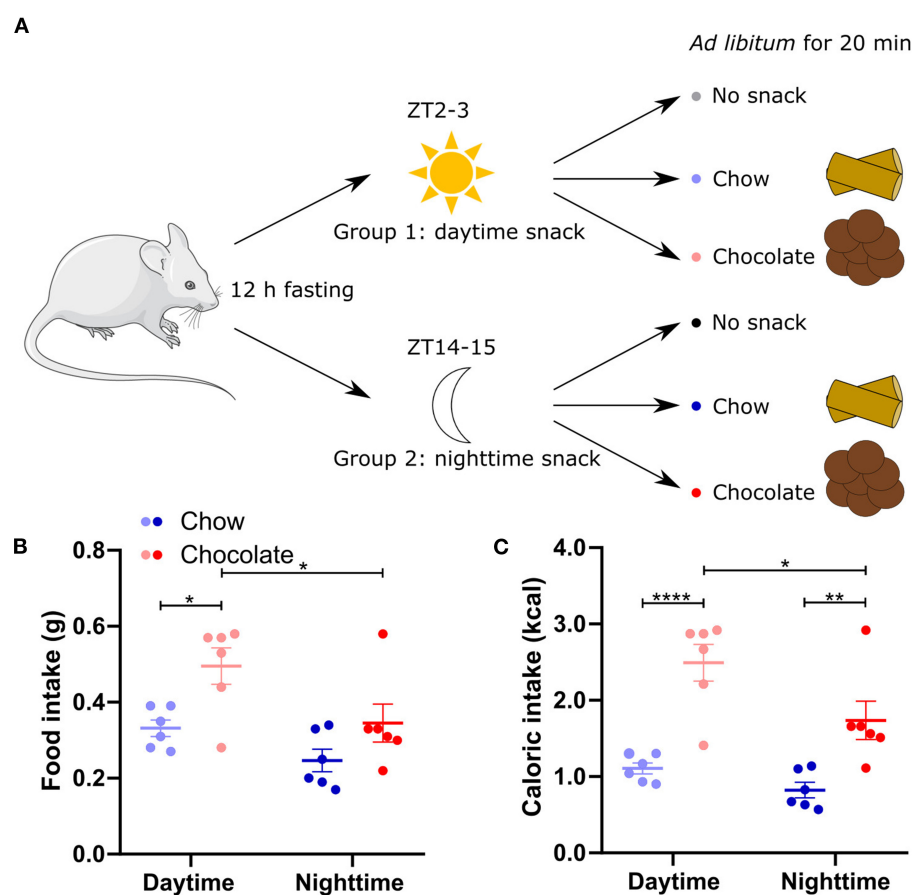 A
Ad libitum for 20 min
ZT2-3
No snack
Chow
Group 1: daytime snack
Chocolate
12 h fasting
No snack
ZT14-15
Chow
Group 2: nighttime snack
Chocolate
Chow
Chocolate
B
Food intake (g)
0.8
0.6
0.4
0.2
0.0
*
*
Daytime
Nighttime
C
Caloric intake (kcal)
4.0
3.0
2.0
1.0
0.0
*
****
**
Daytime
Nighttime